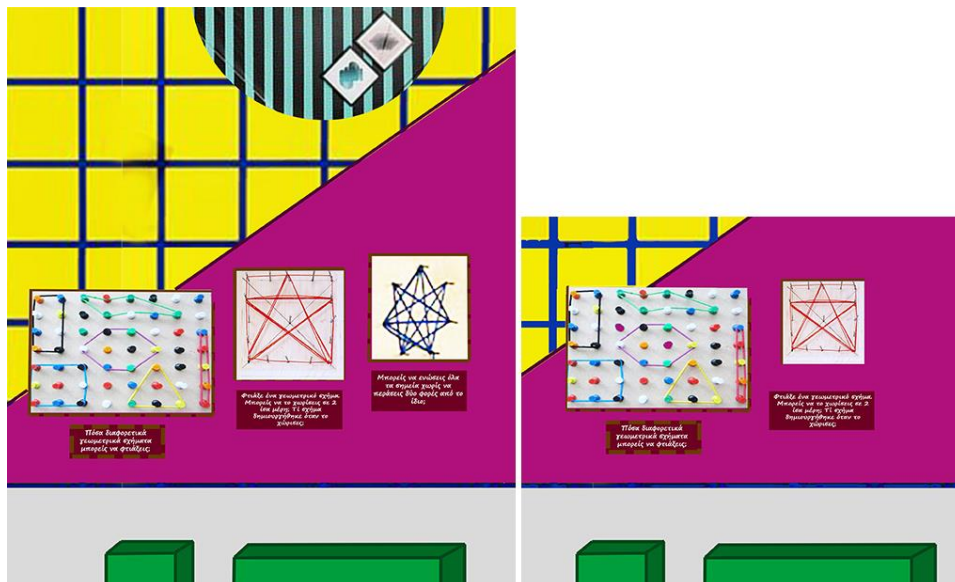 Πόσα διαφορετικά
γεωμετρικά σχήματα
μπορείς να φτιάξεις;
Φτιάξε ένα γεωμετρικό σχήμα.
Μπορείς να το χωρίσεις σε 2
ίσα μέρη; Τί σχήμα
δημιουργήθηκε όταν το
χώρισες;
Μπορείς να ενώσεις όλα
τα σημεία χωρίς να
περάσεις δύο φορές από το
ίδιο;
Πόσα διαφορετικά
γεωμετρικά σχήματα
μπορείς να φτιάξεις;
Φτιάξε ένα γεωμετρικό σχήμα.
Μπορείς να το χωρίσεις σε 2
ίσα μέρη; Τί σχήμα
δημιουργήθηκε όταν το
χώρισες;